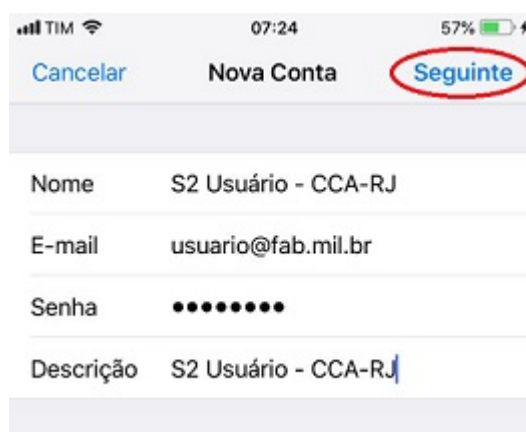 TIM 07:24 57%
Cancelar Nova Conta Seguinte
Nome S2 Usuário - CCA-RJ
E-mail usuario@fab.mil.br
Senha ●●●●●●●●
Descrição S2 Usuário - CCA-RJ